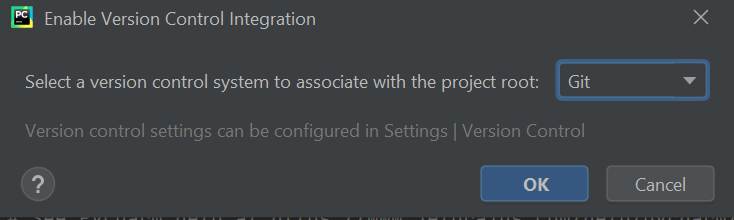 PC
Enable Version Control Integration
Select a version control system to associate with the project root:
Git
Version control settings can be configured in Settings | Version Control
?
OK
Cancel